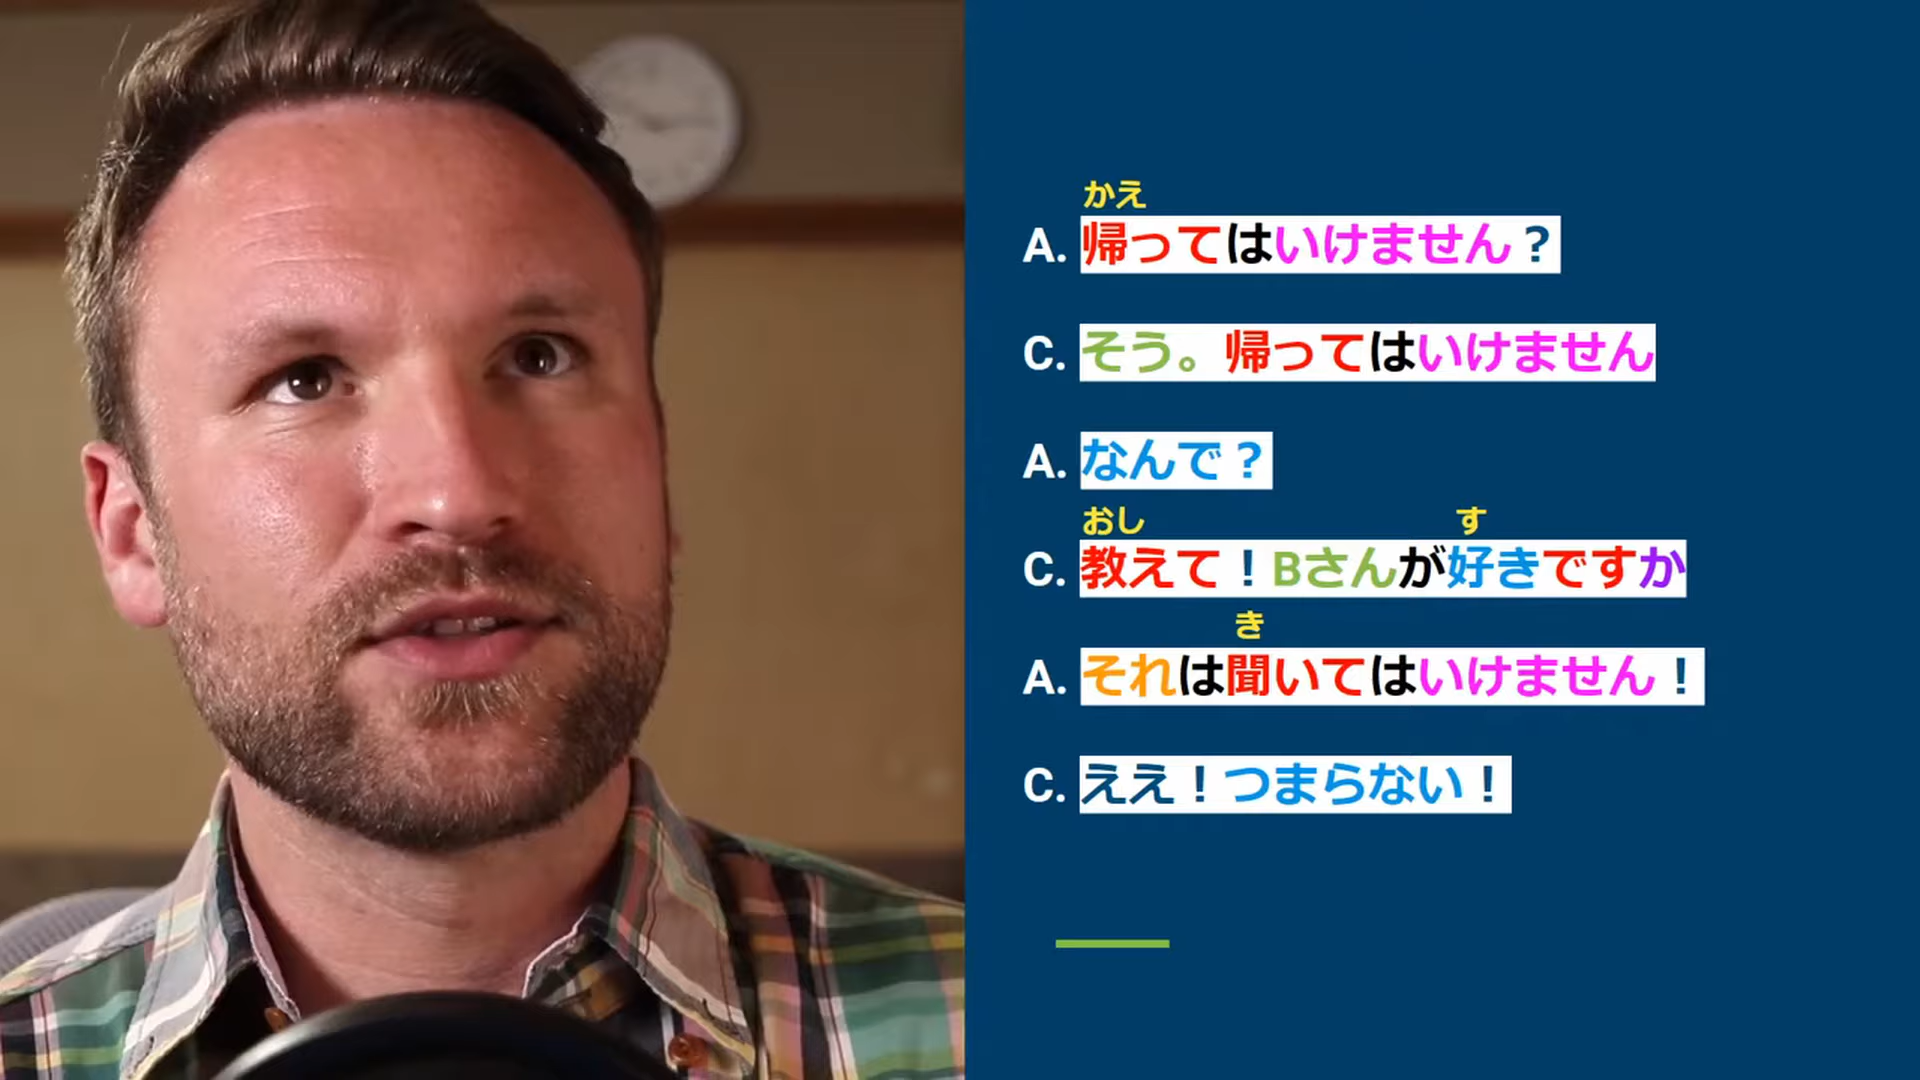 かえ
A. 帰ってはいけません？
C. そう。帰ってはいけません
A. なんで？
おし す
C. 教えて！Bさんが好きですか
き
A. それは聞いてはいけません！
C. ええ！つまらない！